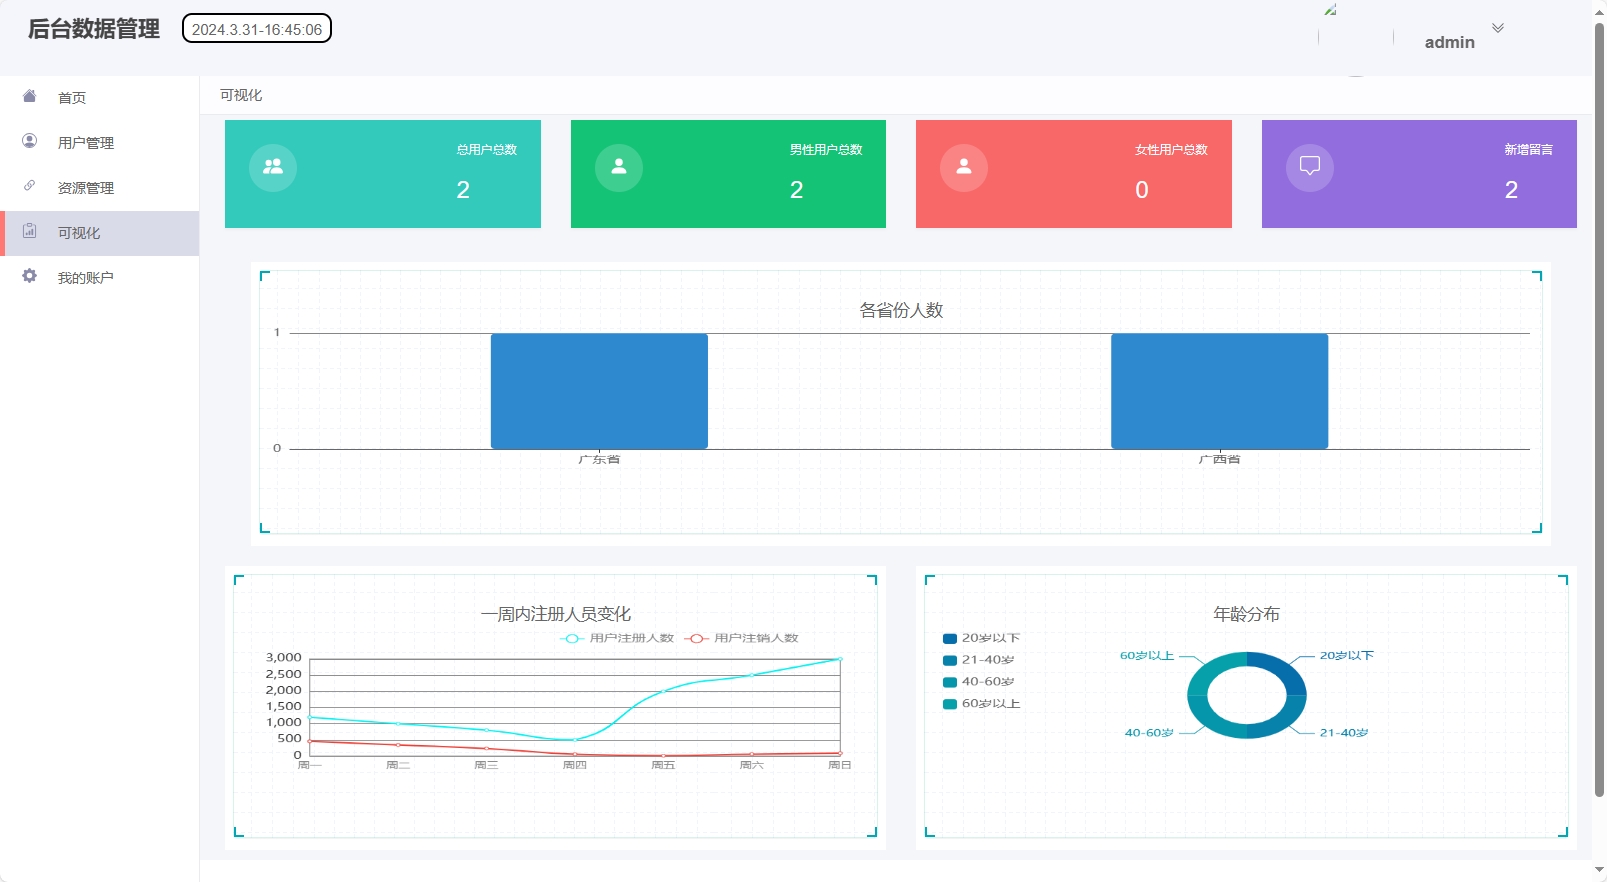 后台数据管理
2024.3.31-16:45:06
admin
首页
用户管理
资源管理
可视化
我的账户
可视化
总用户总数
2
男性用户总数
2
女性用户总数
0
新增留言
2
各省份人数
1
0
广东省
广西省
一周内注册人员变化
用户注册人数
用户注销人数
3,000
2,500
2,000
1,500
1,000
500
0
周一
周二
周三
周四
周五
周六
周日
年龄分布
20岁以下
21-40岁
40-60岁
60岁以上
60岁以上
20岁以下
40-60岁
21-40岁